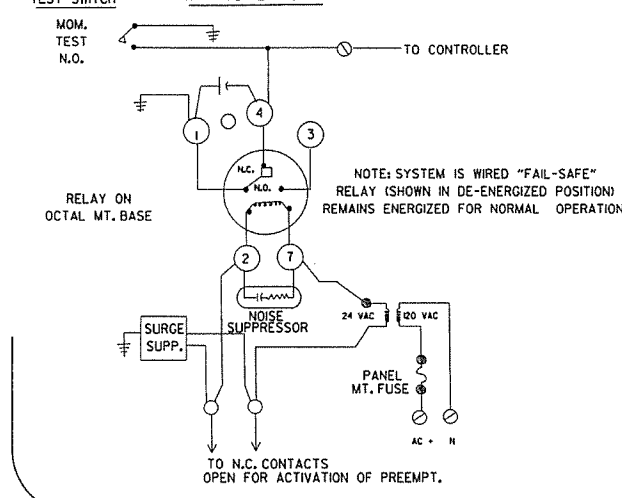 TEST SWITCH
MOM.
TEST
N.O.
TO CONTROLLER
4
1
3
N.C.
N.O.
RELAY ON
OCTAL MT. BASE
NOTE: SYSTEM IS WIRED "FAIL-SAFE"
RELAY (SHOWN IN DE-ENERGIZED POSITION)
REMAINS ENERGIZED FOR NORMAL OPERATION
2
7
NOISE
SUPPRESSOR
24 VAC
120 VAC
SURGE
SUPP.
PANEL
MT. FUSE
AC +
N
TO N.C. CONTACTS
OPEN FOR ACTIVATION OF PREEMPT.